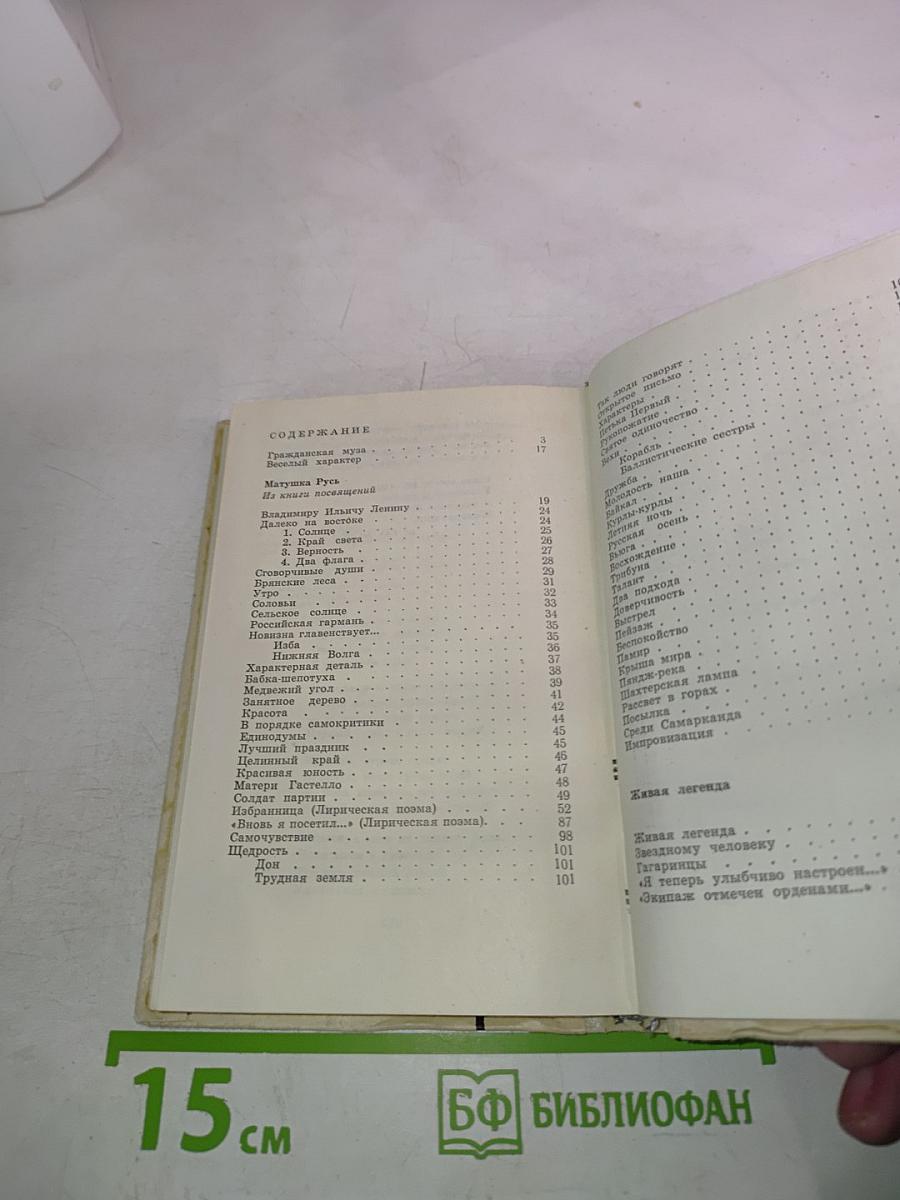 СОДЕРЖАНИЕ
Гражданская муза . . . . . . . . 3
Веселый характер . . . . . . . . 17
Матушка Русь
Из книги посвящений
Владимиру Ильичу Ленину . . . . . . 19
Далеко на востоке . . . . . . . . 24
1. Солнце . . . . . . . . 24
2. Край света . . . . . . . . 25
3. Верность . . . . . . . . 26
4. Два флага . . . . . . . . 27
Сговорчивые души . . . . . . . . 28
Брянские леса . . . . . . . . 29
Утро . . . . . . . . 31
Соловьи . . . . . . . . 32
Сельское солнце . . . . . . . . 33
Российская гармань . . . . . . . . 34
Новизна главенствует... . . . . . . . . 35
Изба . . . . . . . . 35
Нижняя Волга . . . . . . . . 36
Характерная деталь . . . . . . . . 37
Бабка-шепотуха . . . . . . . . 38
Медвежий угол . . . . . . . . 39
Занятное дерево . . . . . . . . 41
Красота . . . . . . . . 42
В порядке самокритики . . . . . . . . 44
Единодумы . . . . . . . . 45
Лучший праздник . . . . . . . . 45
Целинный край . . . . . . . . 46
Красивая юность . . . . . . . . 47
Матери Гастелло . . . . . . . . 48
Солдат партии . . . . . . . . 49
Избранница (Лирическая поэма) . . . . . 52
«Вновь я посетил...» (Лирическая поэма). . . 87
Самочувствие . . . . . . . . 98
Щедрость . . . . . . . . 101
Дон . . . . . . . . 101
Трудная земля . . . . . . . . 101
Так люди говорят
Открытое письмо
Характеры
Петька Первый
Рукопожатие
Святое одиночество
Вехи
Корабль
Баллистические сестры
Дружба
Молодость наша
Байкал
Курлы-курлы
Летняя ночь
Русская осень
Вьюга
Восхождение
Трибуна
Талант
Два подхода
Доверчивость
Выстрел
Пейзаж
Беспокойство
Памир
Крыша мира
Пяндж-река
Шахтерская лампа
Рассвет в горах
Посылка
Среди Самарканда
Импровизация
Живая легенда
Живая легенда
Звездному человеку
Гагаринцы
«Я теперь улыбчиво настроен...»
«Экипаж отмечен орденами...»
15 см
БФ БИБЛИОФАН